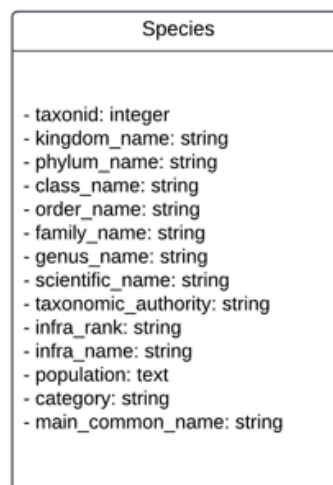 Species
- taxonid: integer
- kingdom_name: string
- phylum_name: string
- class_name: string
- order_name: string
- family_name: string
- genus_name: string
- scientific_name: string
- taxonomic_authority: string
- infra_rank: string
- infra_name: string
- population: text
- category: string
- main_common_name: string